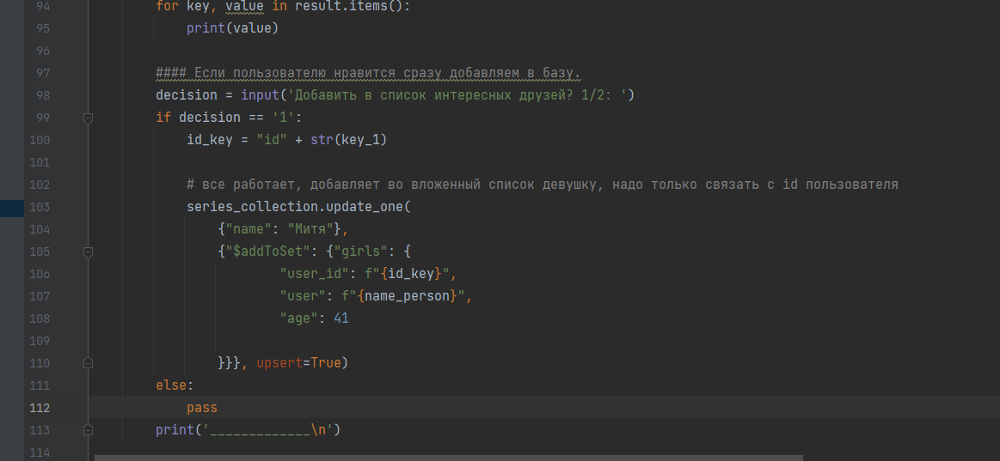 94 for key, value in result.items():
95 print(value)
96
97 #### Если пользователю нравится сразу добавляем в базу.
98 decision = input('Добавить в список интересных друзей? 1/2: ')
99 if decision == '1':
100 id_key = "id" + str(key_1)
101
102 # все работает, добавляет во вложенный список девушку, надо только связать с id пользователя
103 series_collection.update_one(
104 {"name": "Митя"},
105 {"$addToSet": {"girls": {
106 "user_id": f"{id_key}",
107 "user": f"{name_person}",
108 "age": 41
109
110 }}}, upsert=True)
111 else:
112 pass
113 print('_____________\n')
114